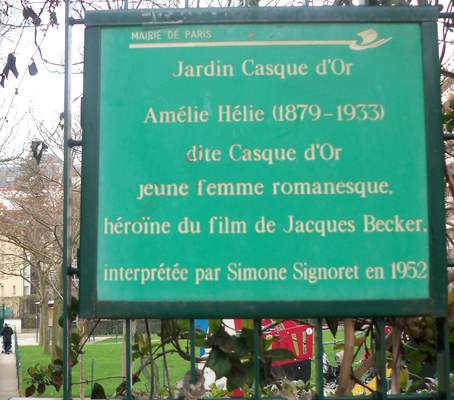 MAIRIE DE PARIS
Jardin Casque d'Or
Amélie Hélie (1879-1933)
dite Casque d'Or
jeune femme romanesque,
héroïne du film de Jacques Becker,
interprétée par Simone Signoret en 1952